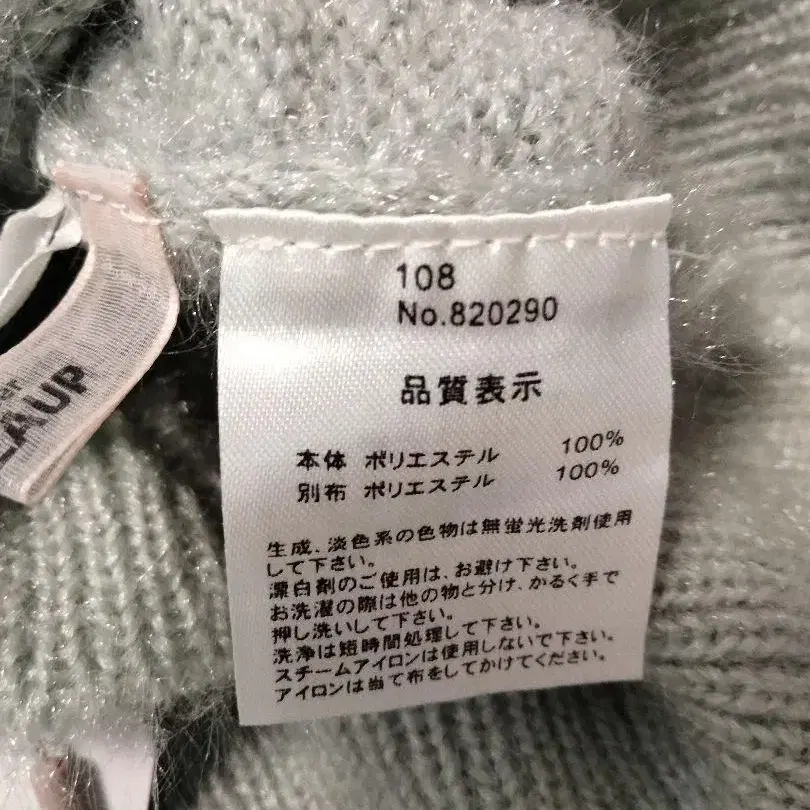 108
No.820290
品質表示
本体 ポリエステル 100%
別布 ポリエステル 100%
生成、淡色系の色物は無蛍光洗剤使用
して下さい。
漂白剤のご使用は、お避け下さい。
お洗濯の際は他の物と分け、かるく手で
押し洗いして下さい。
洗浄は短時間処理して下さい。
スチームアイロンは使用しないで下さい。
アイロンは当て布をしてかけてください。